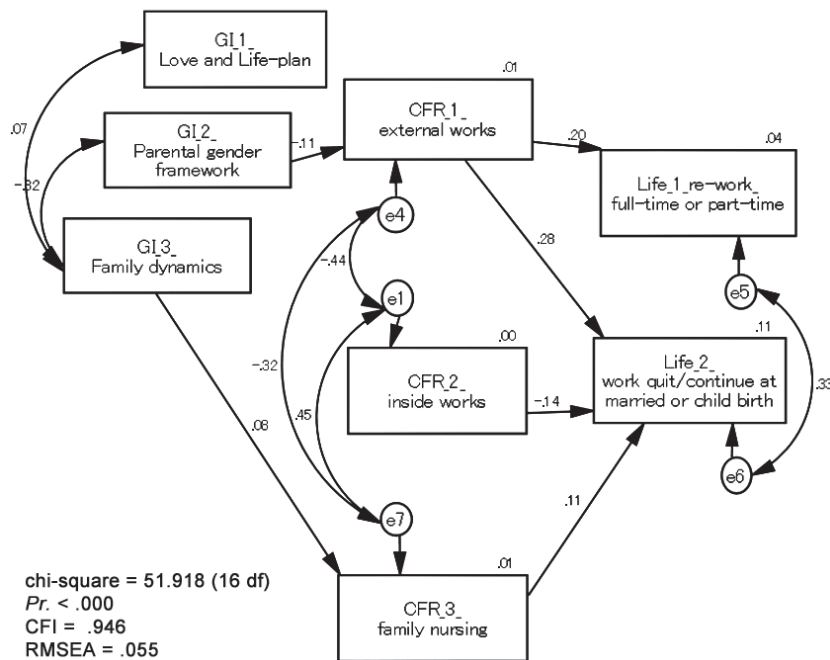 GI_1_
Love and Life-plan
.07
GI_2_
Parental gender
framework
-.11
-.32
GI_3_
Family dynamics
.01
CFR_1_
external works
.20
.04
Life_1_re-work_
full-time or part-time
e4
-.44
.28
e1
e5
.00
CFR_2_
inside works
-.14
.11
Life_2_
work quit/continue at
married or child birth
.33
-.32
.45
e6
e7
.11
.01
CFR_3_
family nursing
chi-square = 51.918 (16 df)
Pr. < .000
CFI = .946
RMSEA = .055